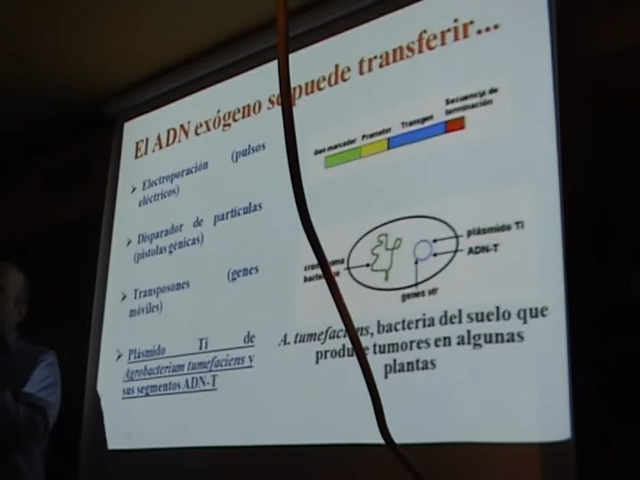 El ADN exógeno se puede transferir...
➢ Electroporación (pulsos
eléctricos)
➢ Disparador de partículas
(pistolas génicas)
➢ Transposones (genes
móviles)
➢ Plásmido Ti de
Agrobacterium tumefaciens y
sus segmentos ADN-T
Gen marcador Promotor Transgen Secuencia de
terminación
plásmido Ti
ADN-T
genes vir
A. tumefaciens, bacteria del suelo que
produce tumores en algunas
plantas